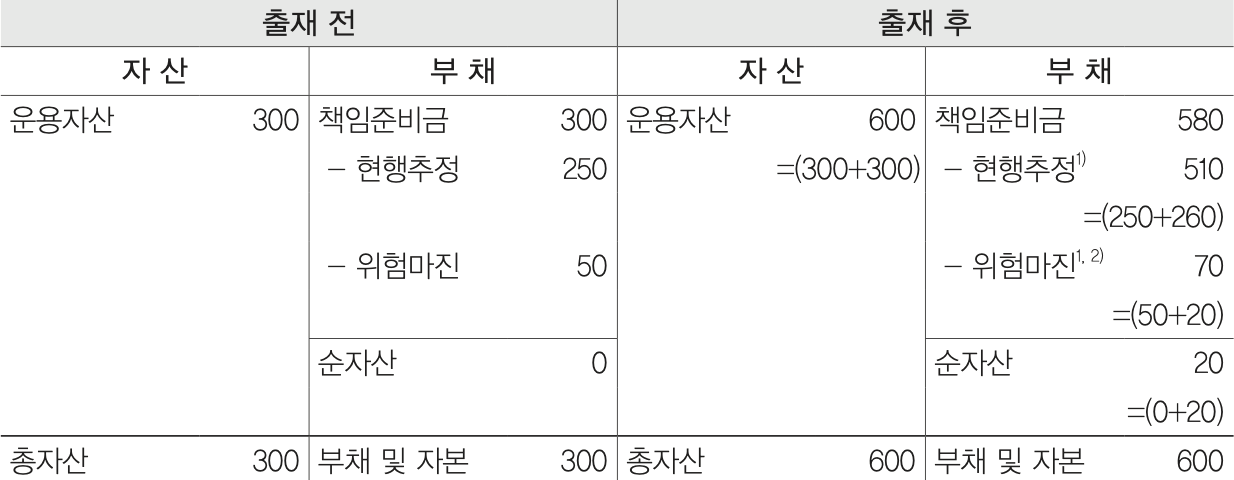 출재 전 출재 후
자 산 부 채 자 산 부 채
운용자산 300 책임준비금 300 운용자산 600 책임준비금 580
– 현행추정 250 =(300+300) – 현행추정1) 510
=(250+260)
– 위험마진 50 – 위험마진1, 2) 70
=(50+20)
순자산 0 순자산 20
=(0+20)
총자산 300 부채 및 자본 300 총자산 600 부채 및 자본 600